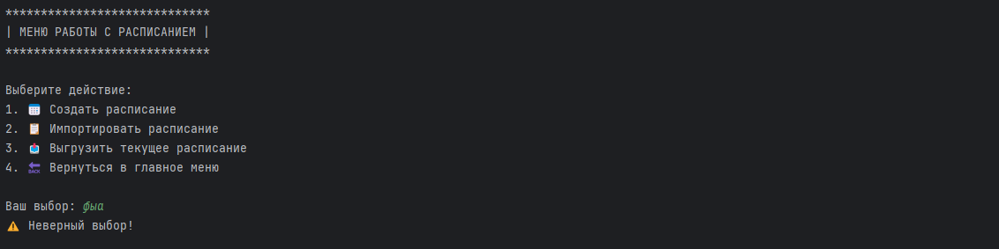 *****************************
| МЕНЮ РАБОТЫ С РАСПИСАНИЕМ |
*****************************
Выберите действие:
1. 📅 Создать расписание
2. 📋 Импортировать расписание
3. 📤 Выгрузить текущее расписание
4. 🔙 Вернуться в главное меню
Ваш выбор: фыа
⚠️ Неверный выбор!